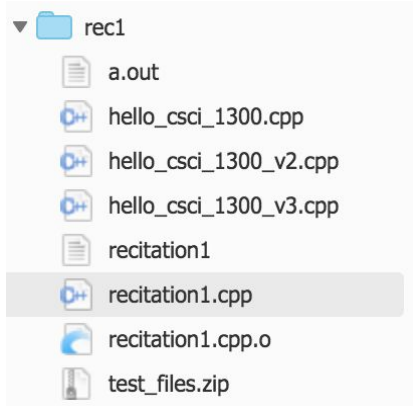 rec1
a.out
hello_csci_1300.cpp
hello_csci_1300_v2.cpp
hello_csci_1300_v3.cpp
recitation1
recitation1.cpp
recitation1.cpp.o
test_files.zip